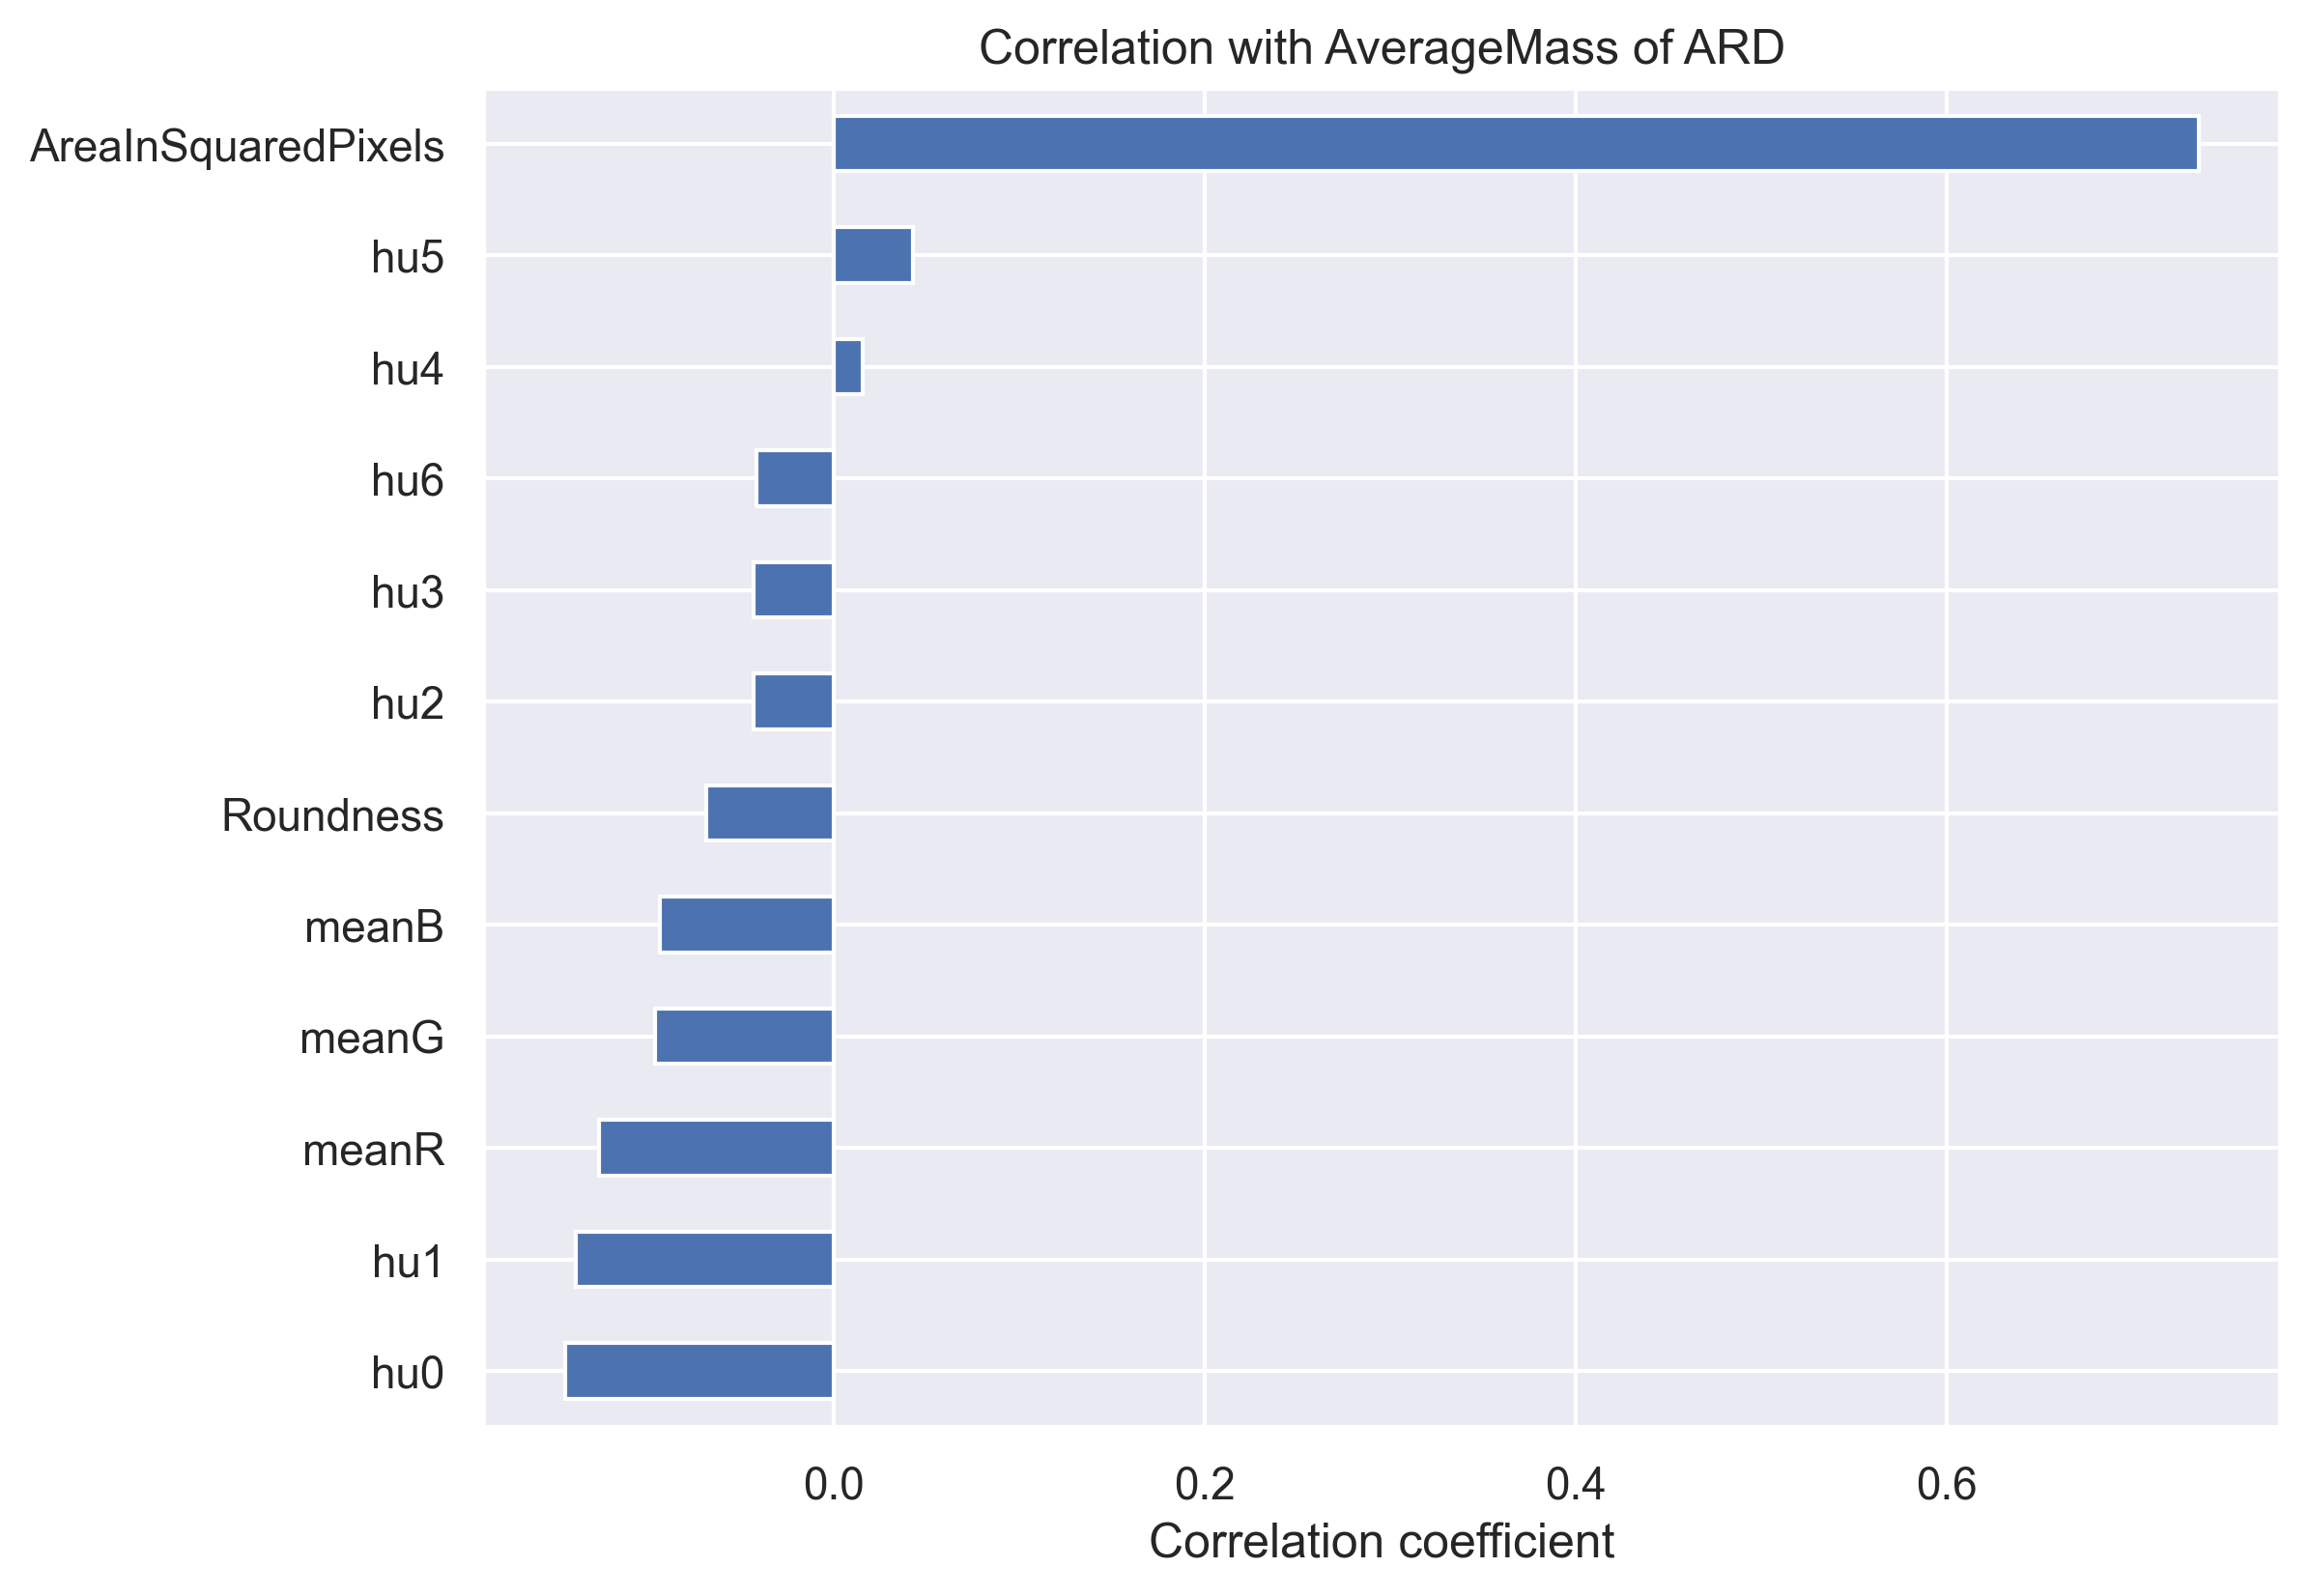 Correlation with AverageMass of ARD
AreaInSquaredPixels
hu5
hu4
hu6
hu3
hu2
Roundness
meanB
meanG
meanR
hu1
hu0
0.0 0.2 0.4 0.6
Correlation coefficient